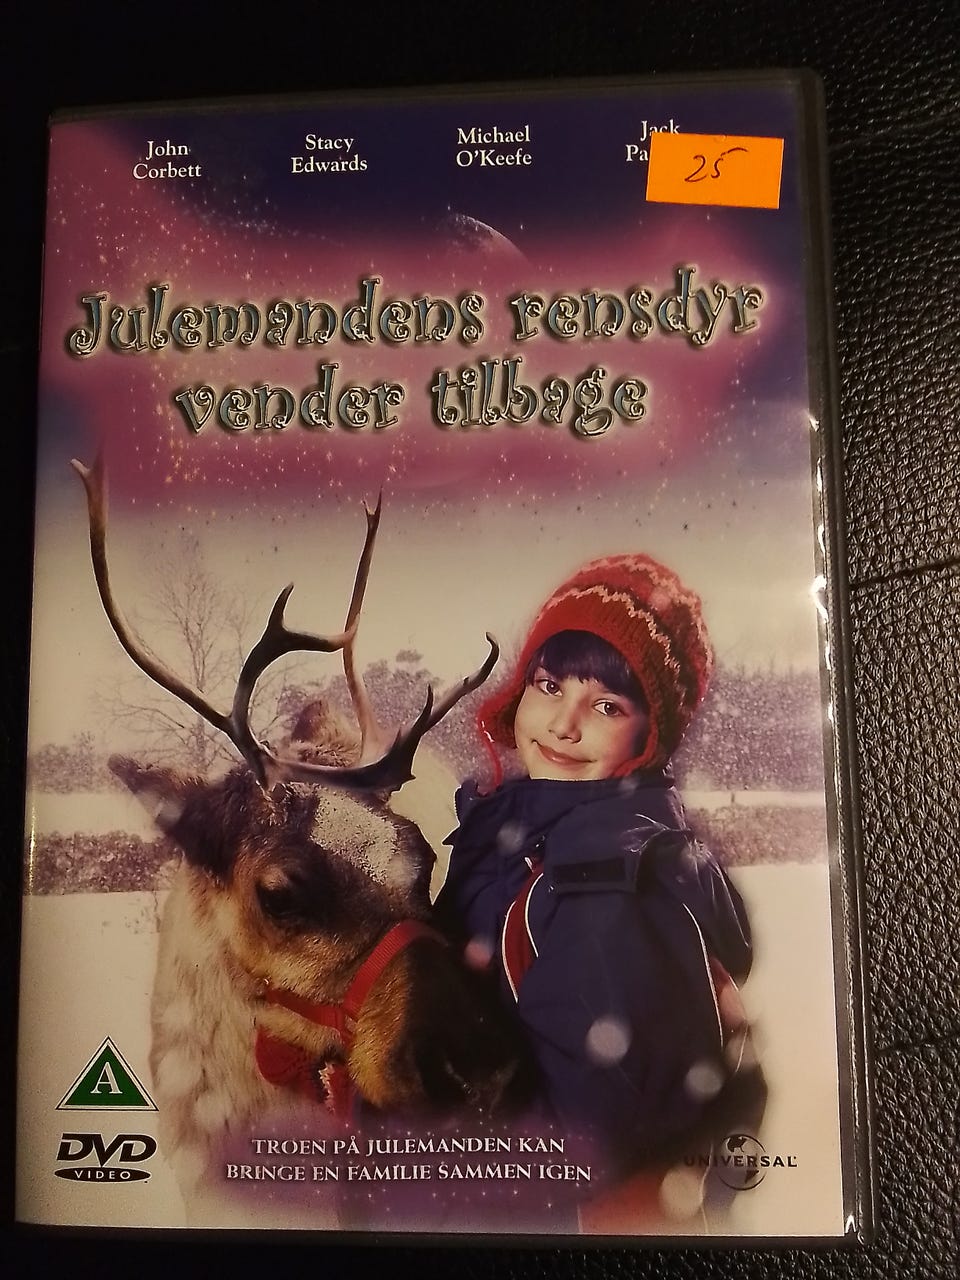 John
Corbett
Stacy
Edwards
Michael
O'Keefe
Jack
25
Julemandens rensdyr
vender tilbage
A
DVD
VIDEO
TROEN PÅ JULEMANDEN KAN
BRINGE EN FAMILIE SAMMEN IGEN
UNIVERSAL